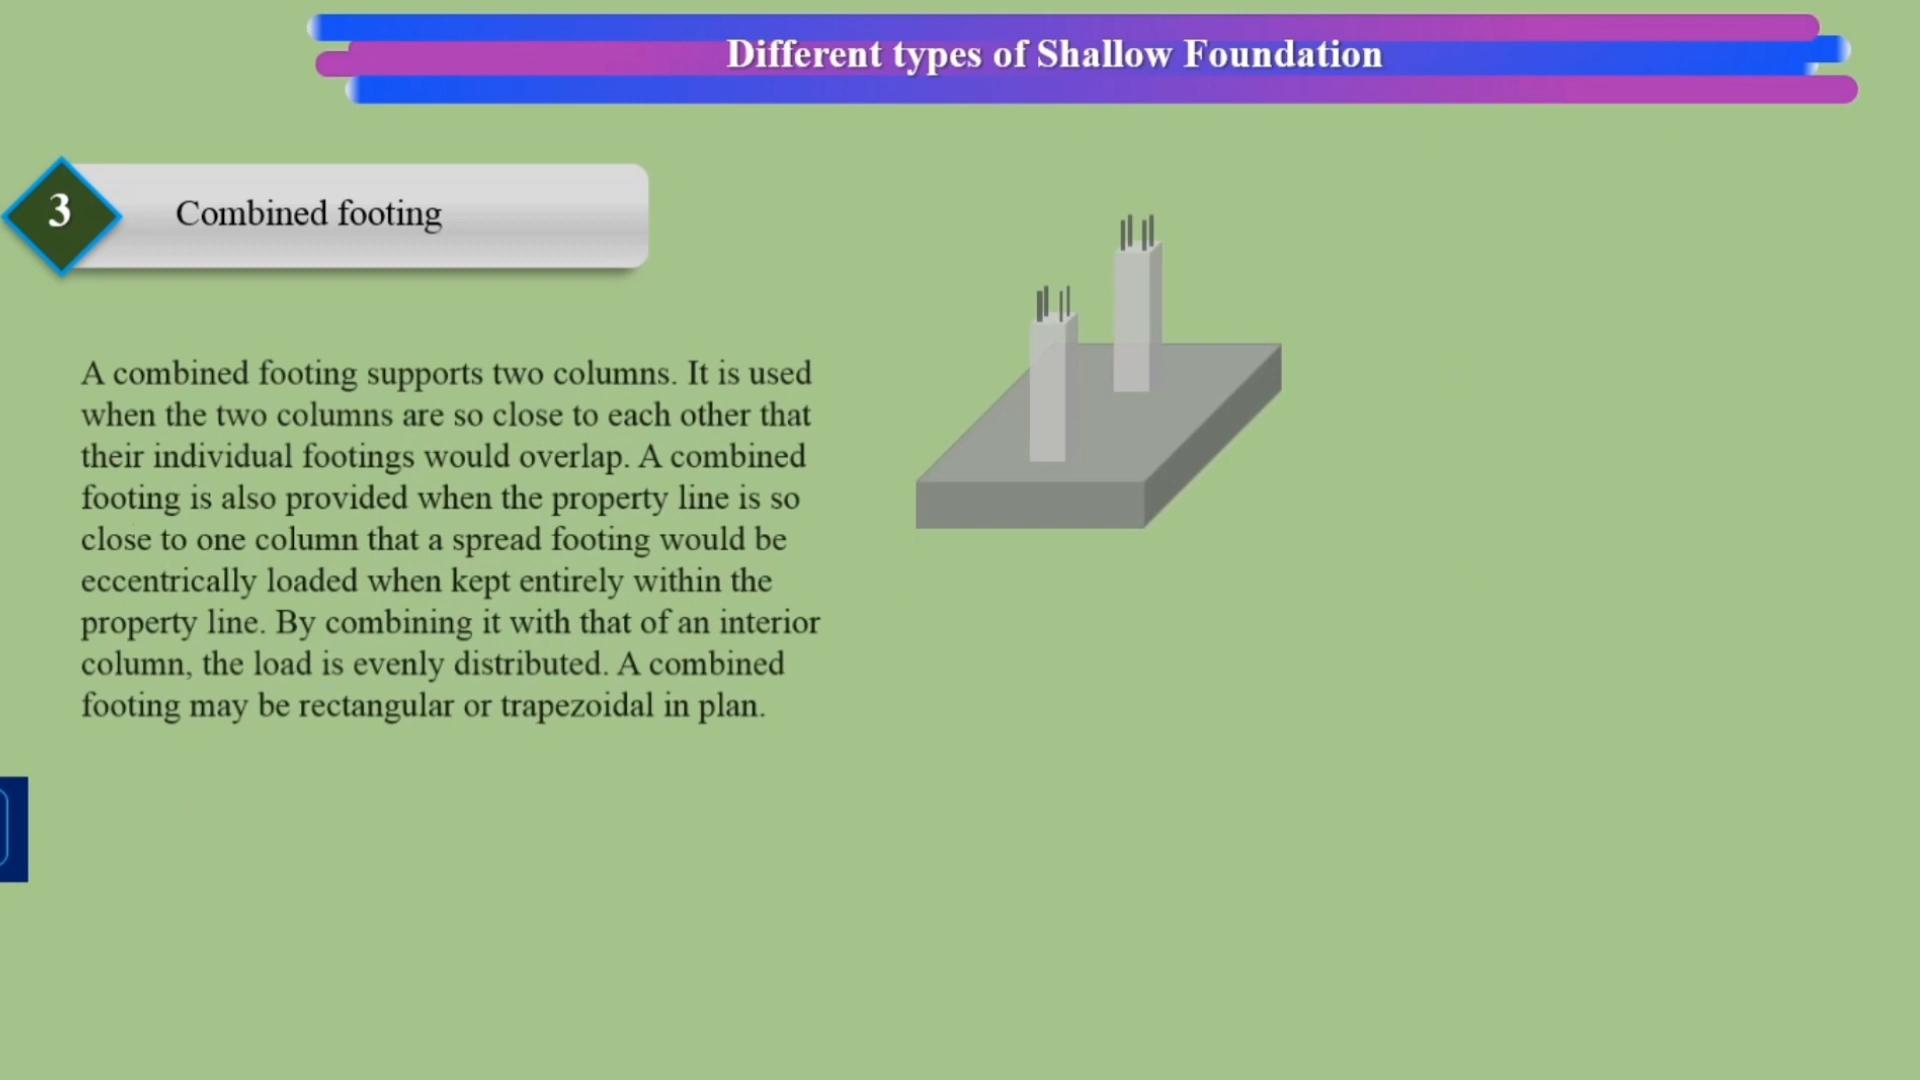 Different types of Shallow Foundation
3
Combined footing
A combined footing supports two columns. It is used
when the two columns are so close to each other that
their individual footings would overlap. A combined
footing is also provided when the property line is so
close to one column that a spread footing would be
eccentrically loaded when kept entirely within the
property line. By combining it with that of an interior
column, the load is evenly distributed. A combined
footing may be rectangular or trapezoidal in plan.